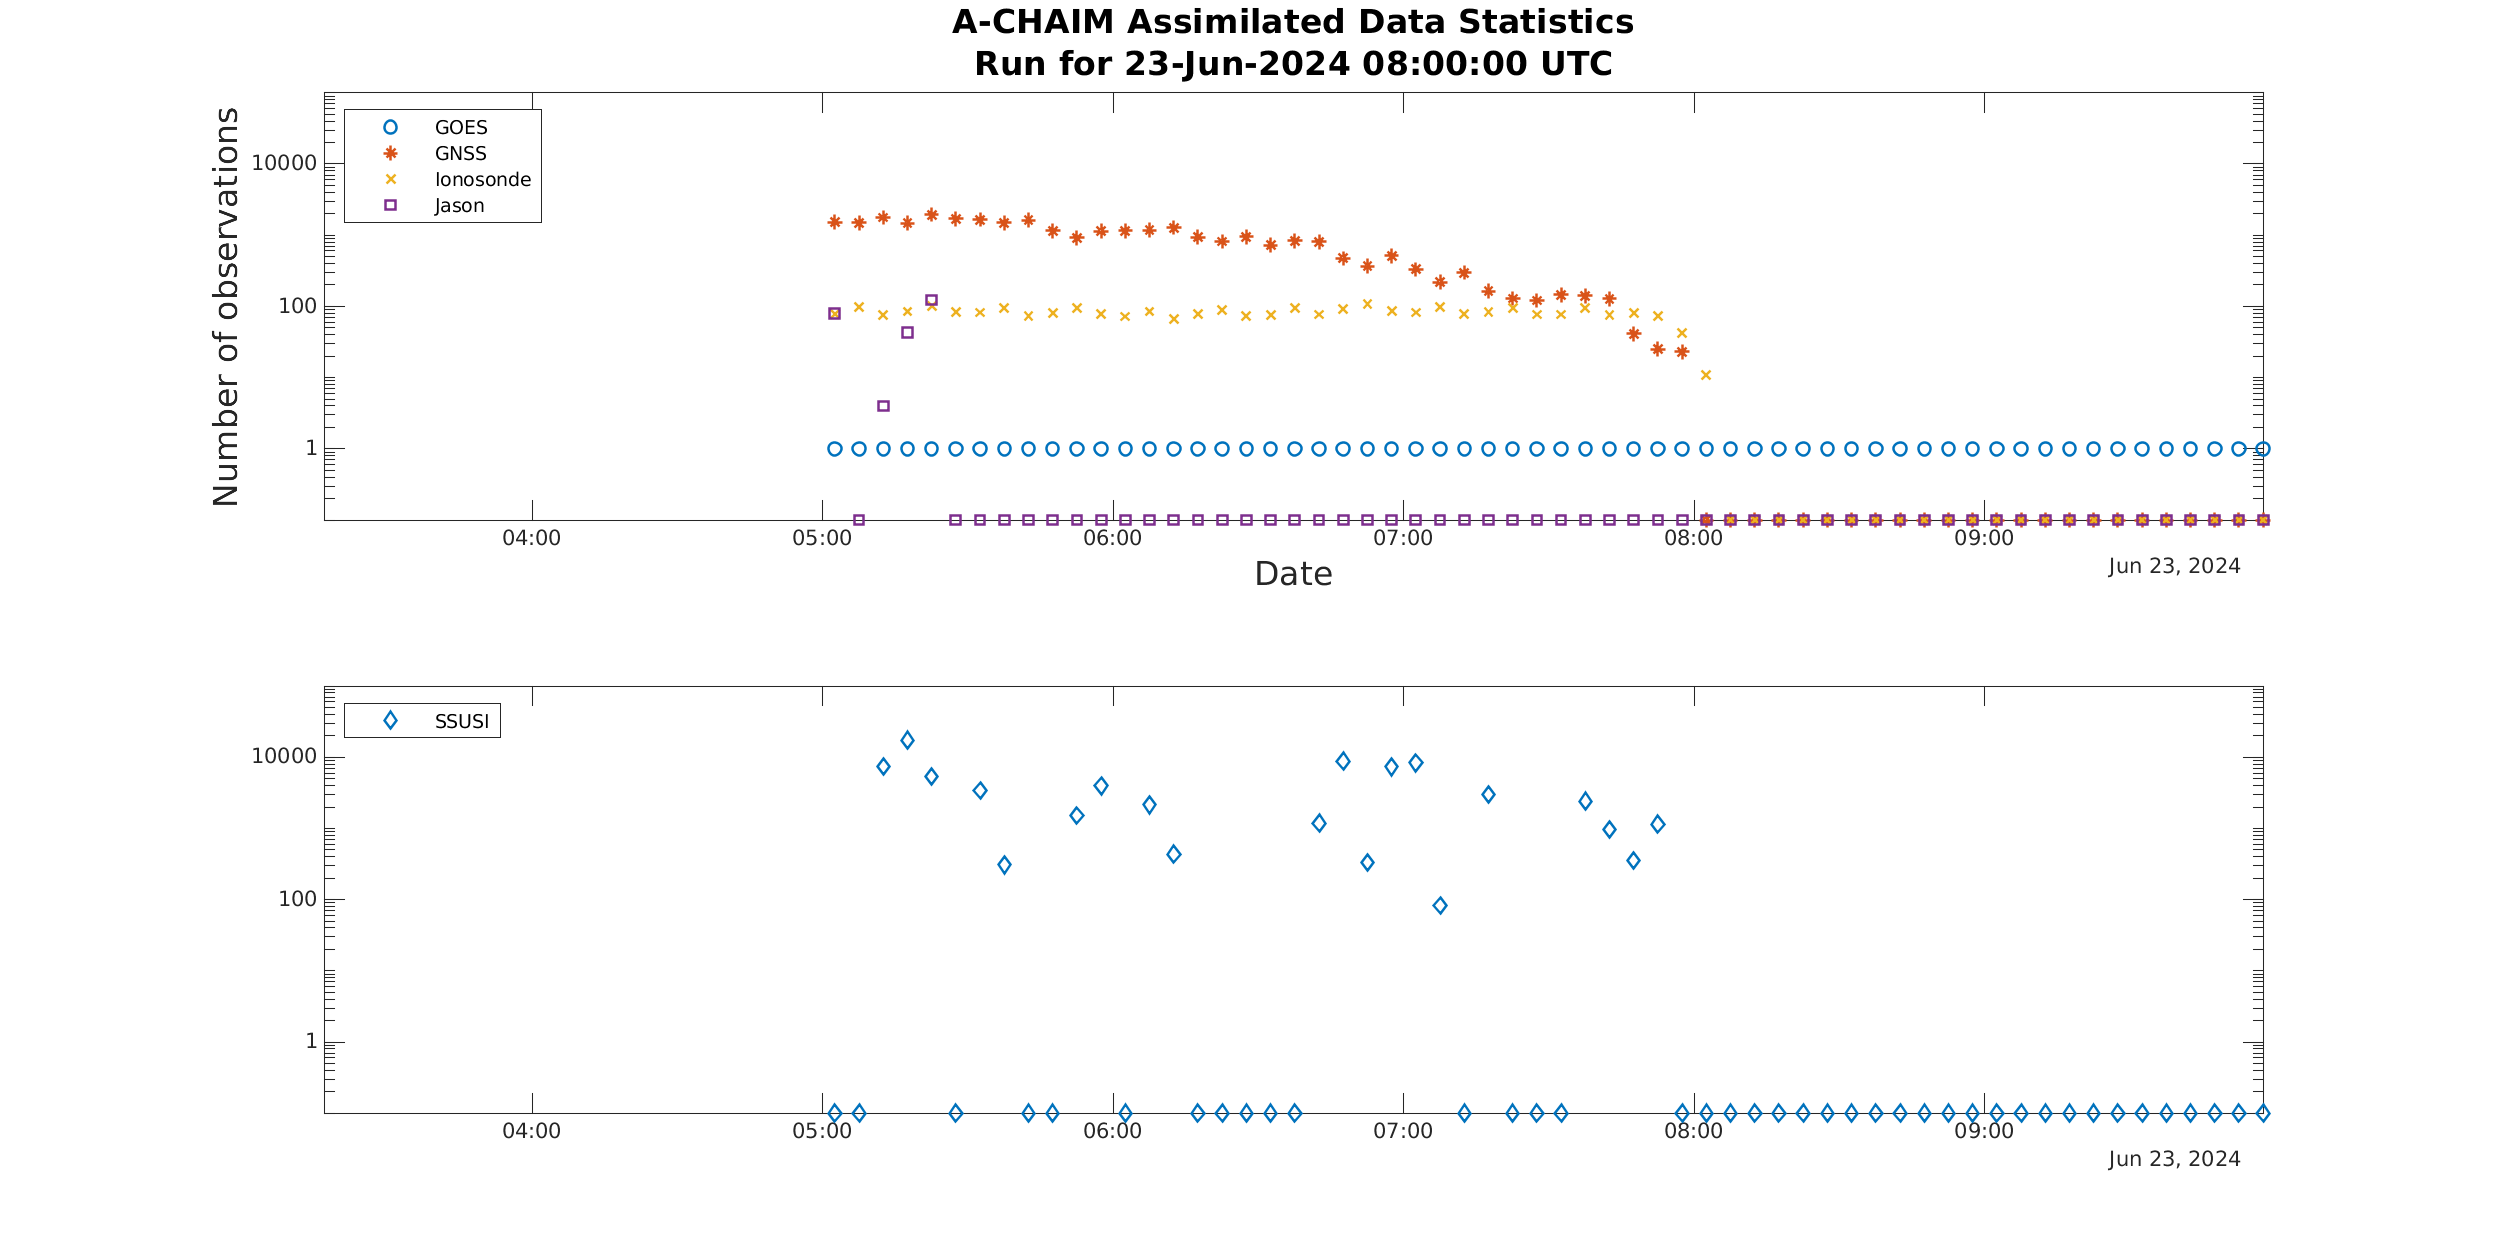 A-CHAIM Assimilated Data Statistics
Run for 23-Jun-2024 08:00:00 UTC
Number of observations
10000
100
1
GOES
GNSS
Ionosonde
Jason
04:00 05:00 06:00 07:00 08:00 09:00
Jun 23, 2024
Date
10000
100
1
SSUSI
04:00 05:00 06:00 07:00 08:00 09:00
Jun 23, 2024